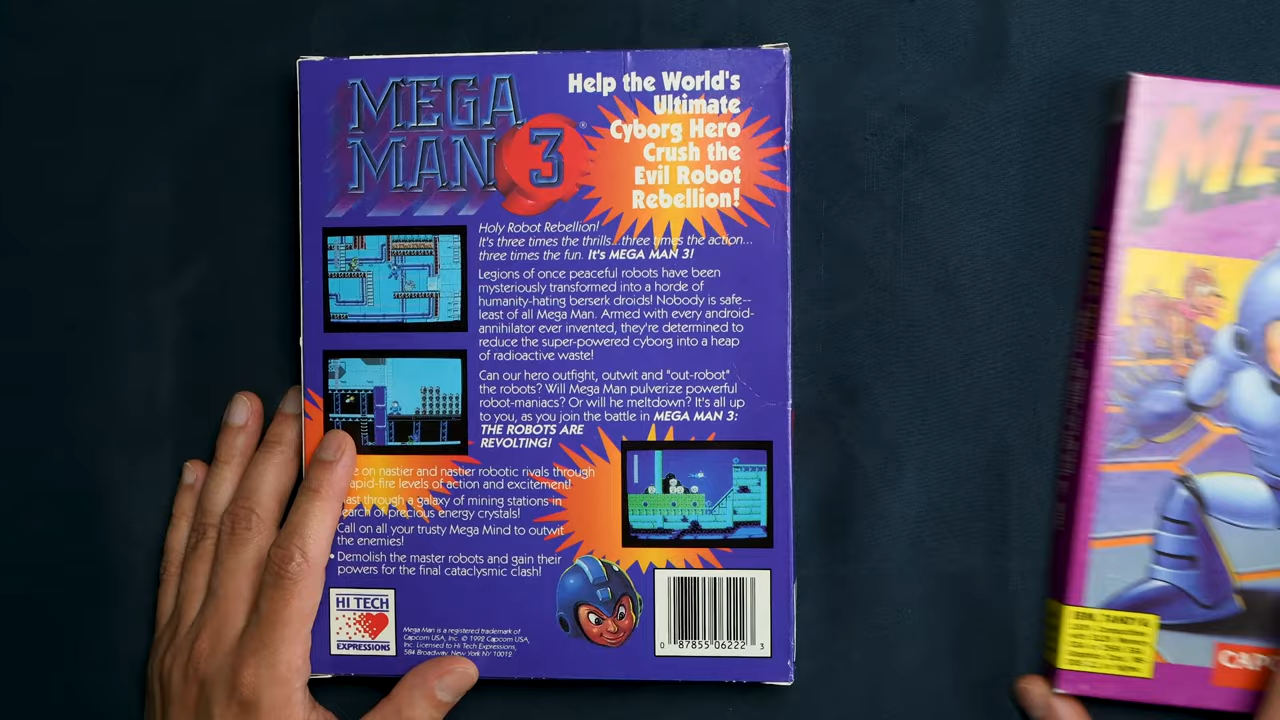 MEGA
MAN 3®
Help the World's
Ultimate
Cyborg Hero
Crush the
Evil Robot
Rebellion!
Holy Robot Rebellion!
It's three times the thrills...three times the action...
three times the fun. It's MEGA MAN 3!
Legions of once peaceful robots have been
mysteriously transformed into a horde of
humanity-hating berserk droids! Nobody is safe--
least of all Mega Man. Armed with every android-
annihilator ever invented, they're determined to
reduce the super-powered cyborg into a heap
of radioactive waste!
Can our hero outfight, outwit and "out-robot"
the robots? Will Mega Man pulverize powerful
robot-maniacs? Or will he meltdown? It's all up
to you, as you join the battle in MEGA MAN 3:
THE ROBOTS ARE
REVOLTING!
on nastier and nastier robotic rivals through
rapid-fire levels of action and excitement!
through a galaxy of mining stations in
search of precious energy crystals!
Call on all your trusty Mega Mind to outwit
the enemies!
• Demolish the master robots and gain their
powers for the final cataclysmic clash!
HI TECH
EXPRESSIONS
Mega Man is a registered trademark of
Capcom USA, Inc. © 1992 Capcom USA,
Inc. Licensed to Hi Tech Expressions,
584 Broadway, New York, NY 10012.
0 87855 06222 3
ME
IBM, TANDY &
CAPC